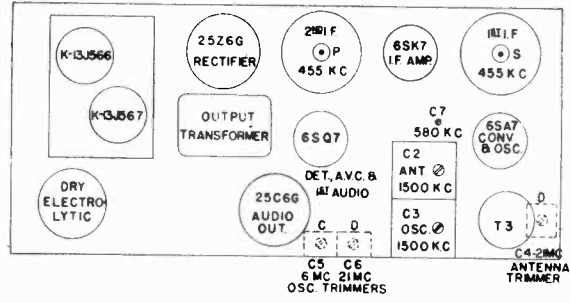 K-13J566
K-13J567
25Z6G
RECTIFIER
2ND I.F.
P
455 KC
6SK7
I.F. AMP.
1ST I.F
S
455 KC
OUTPUT
TRANSFORMER
6SQ7
DET., A.V.C. &
1ST AUDIO
C7
580 KC
6SA7
CONV
& OSC.
C2
ANT
1500 KC
C3
OSC.
1500 KC
DRY
ELECTRO-
LYTIC
25C6G
AUDIO
OUT.
C D
C5 C6
6 MC 21 MC
OSC. TRIMMERS
T3
D
C4-21MC
ANTENNA
TRIMMER